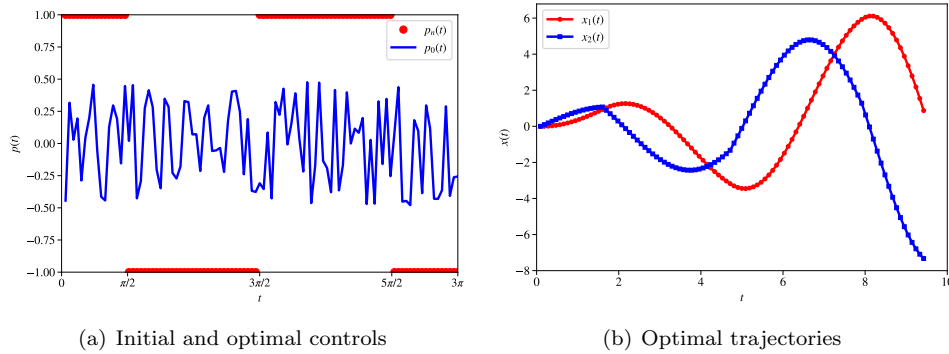 1.00
0.75
0.50
0.25
0.00
−0.25
−0.50
−0.75
−1.00
p(t)
pₙ(t)
p₀(t)
0 π/2 3π/2 5π/2 3π
t
(a) Initial and optimal controls
6
4
2
0
−2
−4
−6
−8
x(t)
x₁(t)
x₂(t)
0 2 4 6 8 10
t
(b) Optimal trajectories